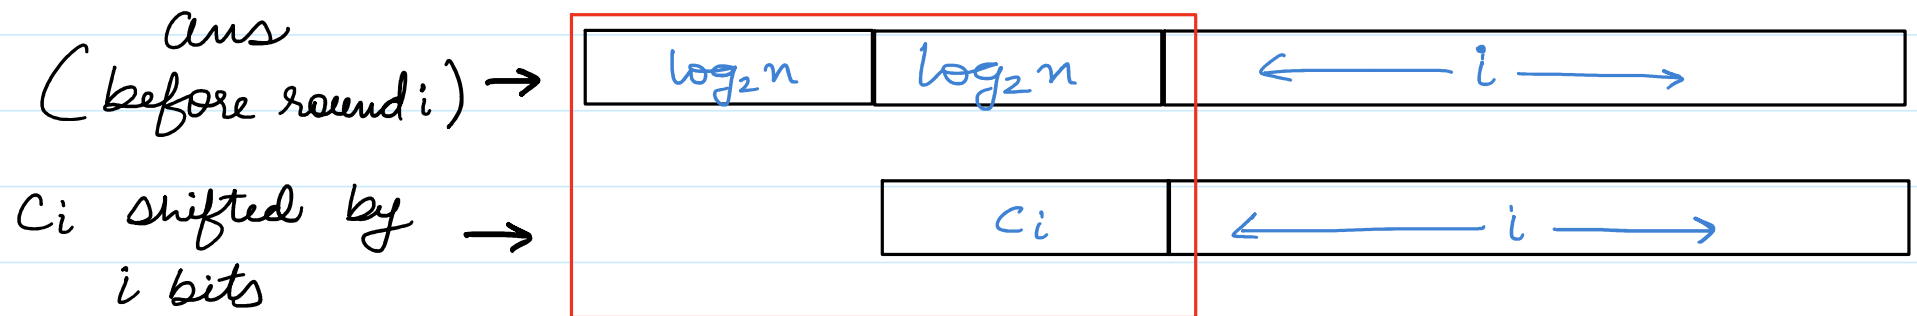 ans
(before round i) →
log₂n log₂n ← i →
Ci shifted by
i bits →
Ci ← i →